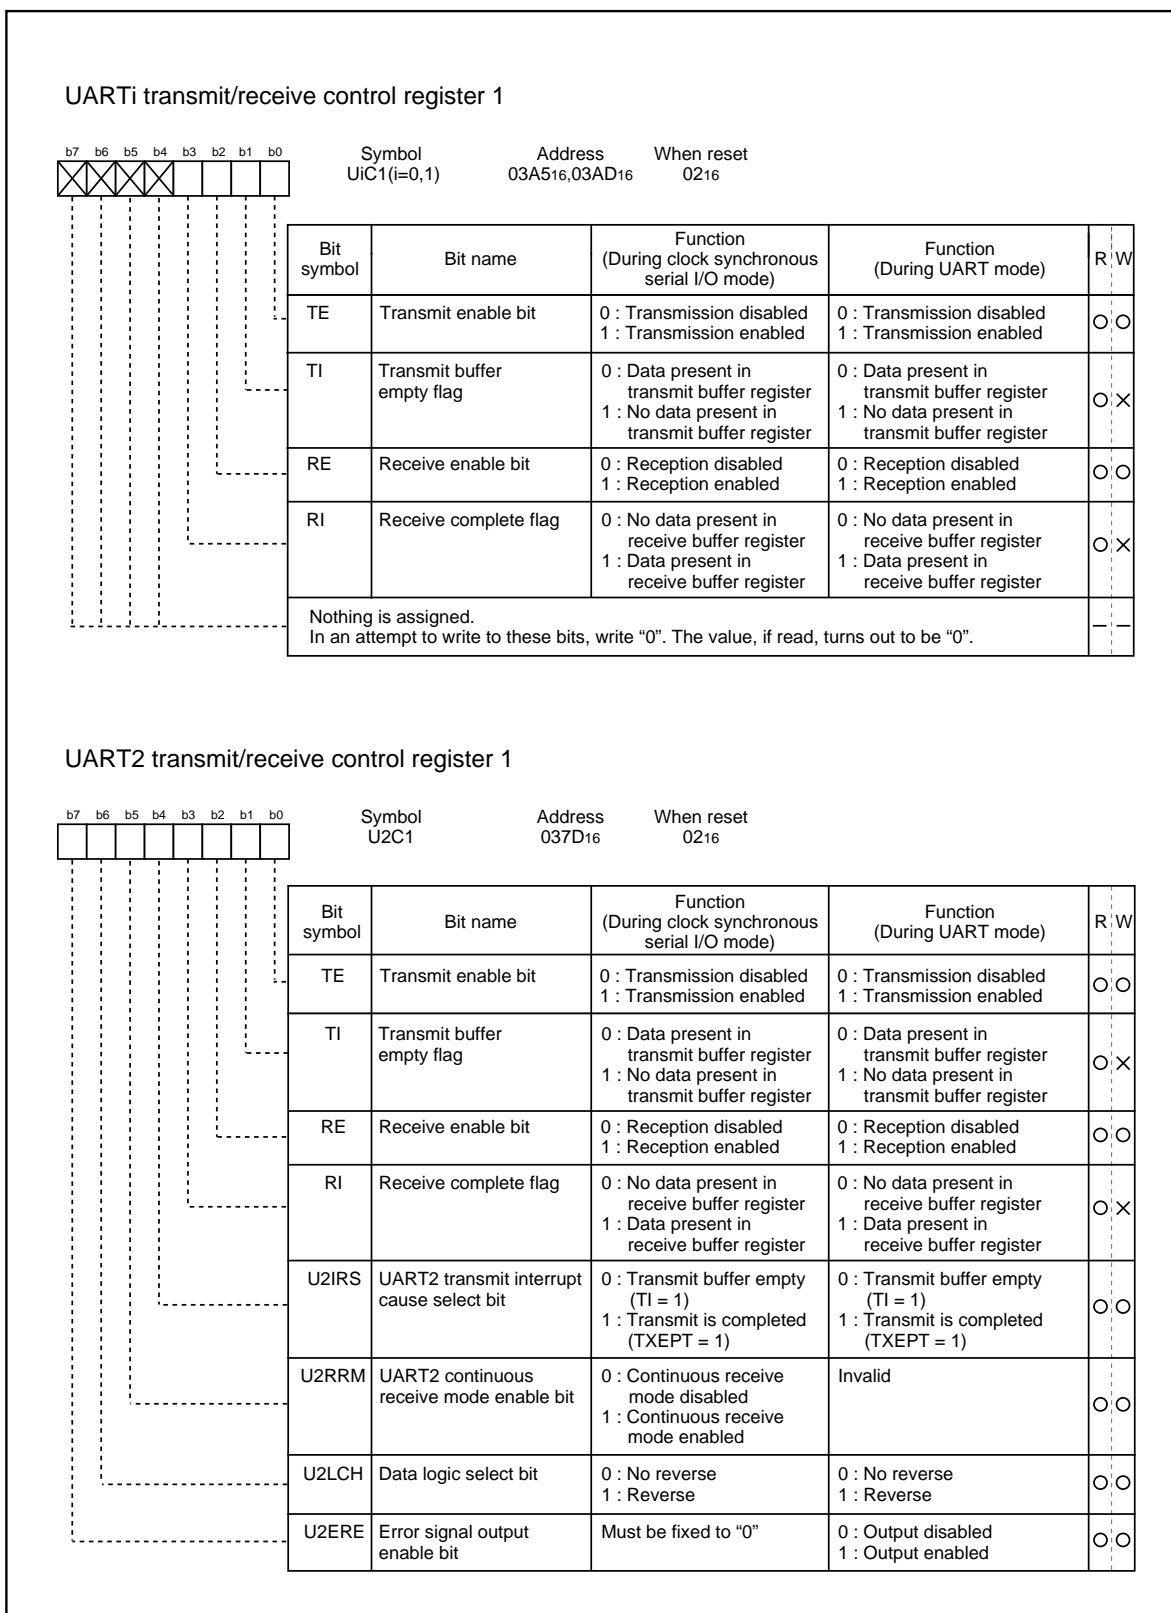 UARTi transmit/receive control register 1
b7 b6 b5 b4 b3 b2 b1 b0
Symbol Address When reset
UiC1(i=0,1) 03A516,03AD16 0216
Bit symbol Bit name Function (During clock synchronous serial I/O mode) Function (During UART mode) R W
TE Transmit enable bit 0 : Transmission disabled 0 : Transmission disabled
1 : Transmission enabled 1 : Transmission enabled
TI Transmit buffer 0 : Data present in 0 : Data present in
empty flag transmit buffer register transmit buffer register
1 : No data present in 1 : No data present in
transmit buffer register transmit buffer register
RE Receive enable bit 0 : Reception disabled 0 : Reception disabled
1 : Reception enabled 1 : Reception enabled
RI Receive complete flag 0 : No data present in 0 : No data present in
receive buffer register receive buffer register
1 : Data present in 1 : Data present in
receive buffer register receive buffer register
Nothing is assigned.
In an attempt to write to these bits, write “0”. The value, if read, turns out to be “0”.
UART2 transmit/receive control register 1
b7 b6 b5 b4 b3 b2 b1 b0
Symbol Address When reset
U2C1 037D16 0216
Bit symbol Bit name Function (During clock synchronous serial I/O mode) Function (During UART mode) R W
TE Transmit enable bit 0 : Transmission disabled 0 : Transmission disabled
1 : Transmission enabled 1 : Transmission enabled
TI Transmit buffer 0 : Data present in 0 : Data present in
empty flag transmit buffer register transmit buffer register
1 : No data present in 1 : No data present in
transmit buffer register transmit buffer register
RE Receive enable bit 0 : Reception disabled 0 : Reception disabled
1 : Reception enabled 1 : Reception enabled
RI Receive complete flag 0 : No data present in 0 : No data present in
receive buffer register receive buffer register
1 : Data present in 1 : Data present in
receive buffer register receive buffer register
U2IRS UART2 transmit interrupt 0 : Transmit buffer empty 0 : Transmit buffer empty
cause select bit (TI = 1) (TI = 1)
1 : Transmit is completed 1 : Transmit is completed
(TXEPT = 1) (TXEPT = 1)
U2RRM UART2 continuous 0 : Continuous receive Invalid
receive mode enable bit mode disabled
1 : Continuous receive
mode enabled
U2LCH Data logic select bit 0 : No reverse 0 : No reverse
1 : Reverse 1 : Reverse
U2ERE Error signal output Must be fixed to “0” 0 : Output disabled
enable bit 1 : Output enabled